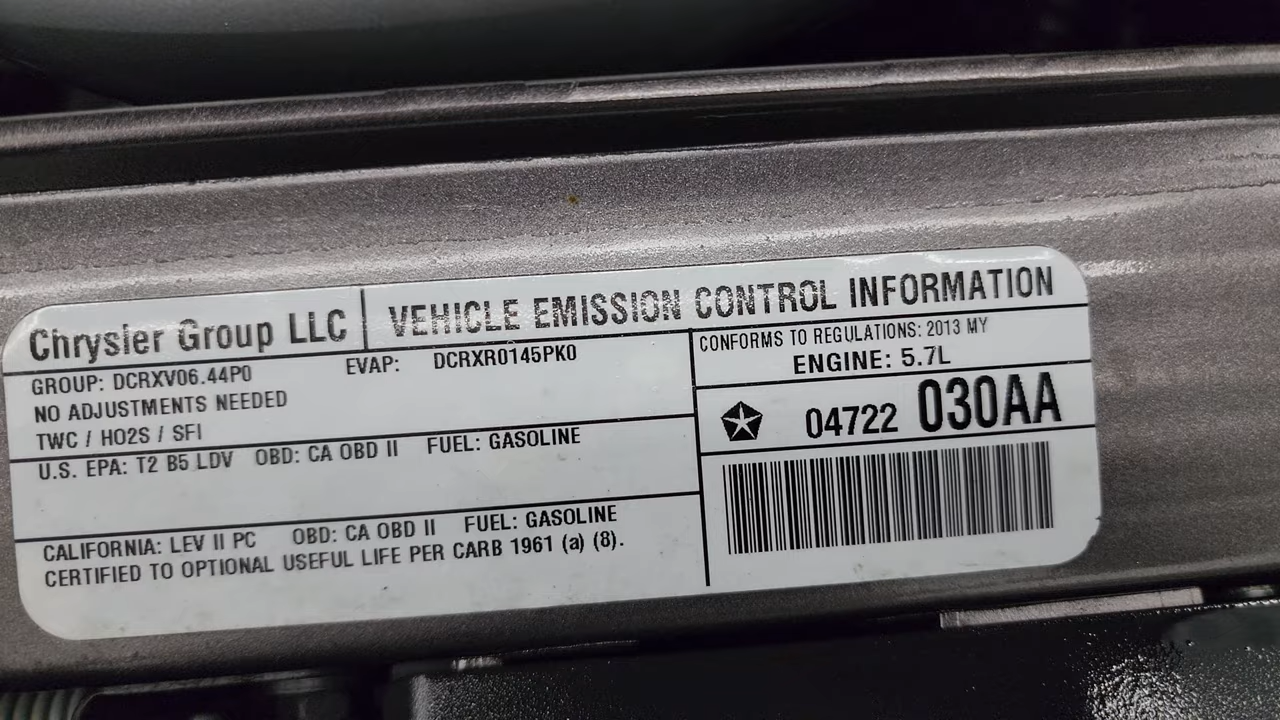 Chrysler Group LLC
VEHICLE EMISSION CONTROL INFORMATION
GROUP: DCRXV06.44P0 EVAP: DCRXR0145PK0
NO ADJUSTMENTS NEEDED
TWC / HO2S / SFI
U.S. EPA: T2 B5 LDV OBD: CA OBD II FUEL: GASOLINE
CALIFORNIA: LEV II PC OBD: CA OBD II FUEL: GASOLINE
CERTIFIED TO OPTIONAL USEFUL LIFE PER CARB 1961 (a) (8).
CONFORMS TO REGULATIONS: 2013 MY
ENGINE: 5.7L
04722 030AA